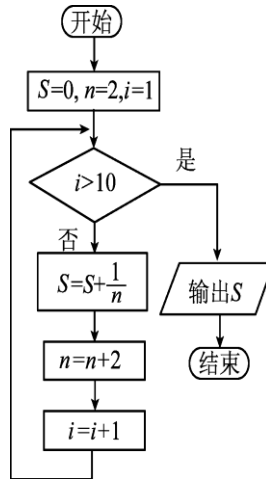 开始
S=0, n=2,i=1
i>10
是
否
S=S+1/n
输出S
n=n+2
结束
i=i+1